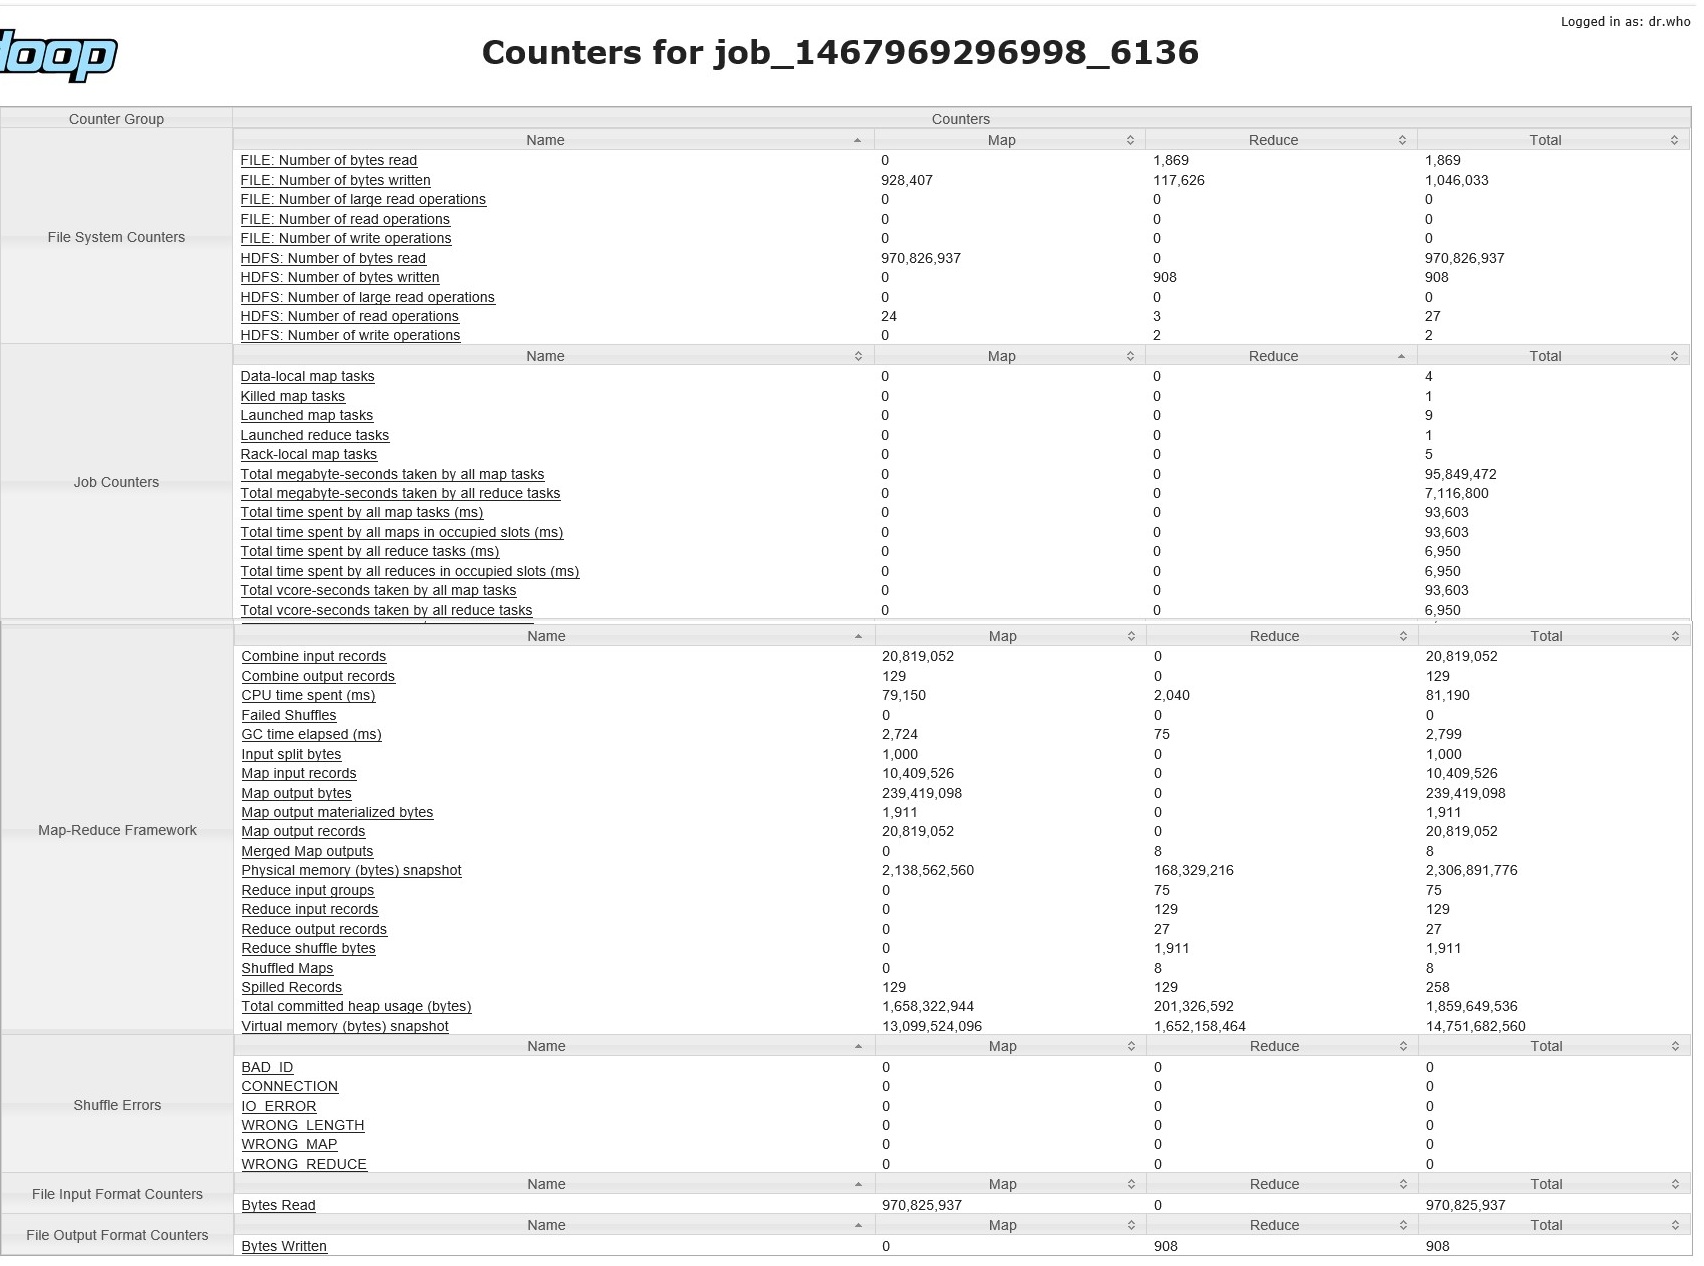 Logged in as: dr.who
doop
Counters for job_1467969296998_6136
Counter Group Counters
File System Counters
Name Map Reduce Total
FILE: Number of bytes read 0 1,869 1,869
FILE: Number of bytes written 928,407 117,626 1,046,033
FILE: Number of large read operations 0 0 0
FILE: Number of read operations 0 0 0
FILE: Number of write operations 0 0 0
HDFS: Number of bytes read 970,826,937 0 970,826,937
HDFS: Number of bytes written 0 908 908
HDFS: Number of large read operations 0 0 0
HDFS: Number of read operations 24 3 27
HDFS: Number of write operations 0 2 2
Job Counters
Name Map Reduce Total
Data-local map tasks 0 0 4
Killed map tasks 0 0 1
Launched map tasks 0 0 9
Launched reduce tasks 0 0 1
Rack-local map tasks 0 0 5
Total megabyte-seconds taken by all map tasks 0 0 95,849,472
Total megabyte-seconds taken by all reduce tasks 0 0 7,116,800
Total time spent by all map tasks (ms) 0 0 93,603
Total time spent by all maps in occupied slots (ms) 0 0 93,603
Total time spent by all reduce tasks (ms) 0 0 6,950
Total time spent by all reduces in occupied slots (ms) 0 0 6,950
Total vcore-seconds taken by all map tasks 0 0 93,603
Total vcore-seconds taken by all reduce tasks 0 0 6,950
Map-Reduce Framework
Name Map Reduce Total
Combine input records 20,819,052 0 20,819,052
Combine output records 129 0 129
CPU time spent (ms) 79,150 2,040 81,190
Failed Shuffles 0 0 0
GC time elapsed (ms) 2,724 75 2,799
Input split bytes 1,000 0 1,000
Map input records 10,409,526 0 10,409,526
Map output bytes 239,419,098 0 239,419,098
Map output materialized bytes 1,911 0 1,911
Map output records 20,819,052 0 20,819,052
Merged Map outputs 0 8 8
Physical memory (bytes) snapshot 2,138,562,560 168,329,216 2,306,891,776
Reduce input groups 0 75 75
Reduce input records 0 129 129
Reduce output records 0 27 27
Reduce shuffle bytes 0 1,911 1,911
Shuffled Maps 0 8 8
Spilled Records 129 129 258
Total committed heap usage (bytes) 1,658,322,944 201,326,592 1,859,649,536
Virtual memory (bytes) snapshot 13,099,524,096 1,652,158,464 14,751,682,560
Shuffle Errors
Name Map Reduce Total
BAD_ID 0 0 0
CONNECTION 0 0 0
IO_ERROR 0 0 0
WRONG_LENGTH 0 0 0
WRONG_MAP 0 0 0
WRONG_REDUCE 0 0 0
File Input Format Counters
Name Map Reduce Total
Bytes Read 970,825,937 0 970,825,937
File Output Format Counters
Name Map Reduce Total
Bytes Written 0 908 908